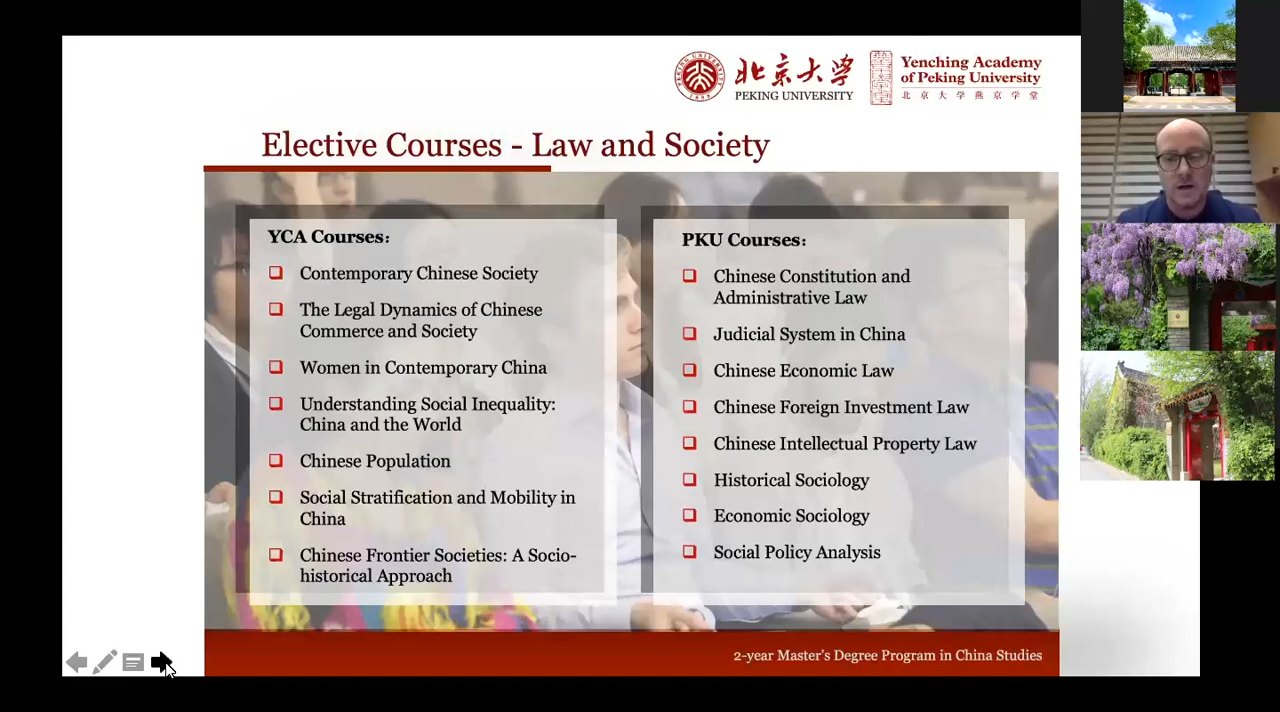 PEKING UNIVERSITY
1898
北京大学
PEKING UNIVERSITY
Yenching Academy
of Peking University
北京大学燕京学堂
Elective Courses - Law and Society
YCA Courses:
Contemporary Chinese Society
The Legal Dynamics of Chinese
Commerce and Society
Women in Contemporary China
Understanding Social Inequality:
China and the World
Chinese Population
Social Stratification and Mobility in
China
Chinese Frontier Societies: A Socio-
historical Approach
PKU Courses:
Chinese Constitution and
Administrative Law
Judicial System in China
Chinese Economic Law
Chinese Foreign Investment Law
Chinese Intellectual Property Law
Historical Sociology
Economic Sociology
Social Policy Analysis
2-year Master's Degree Program in China Studies